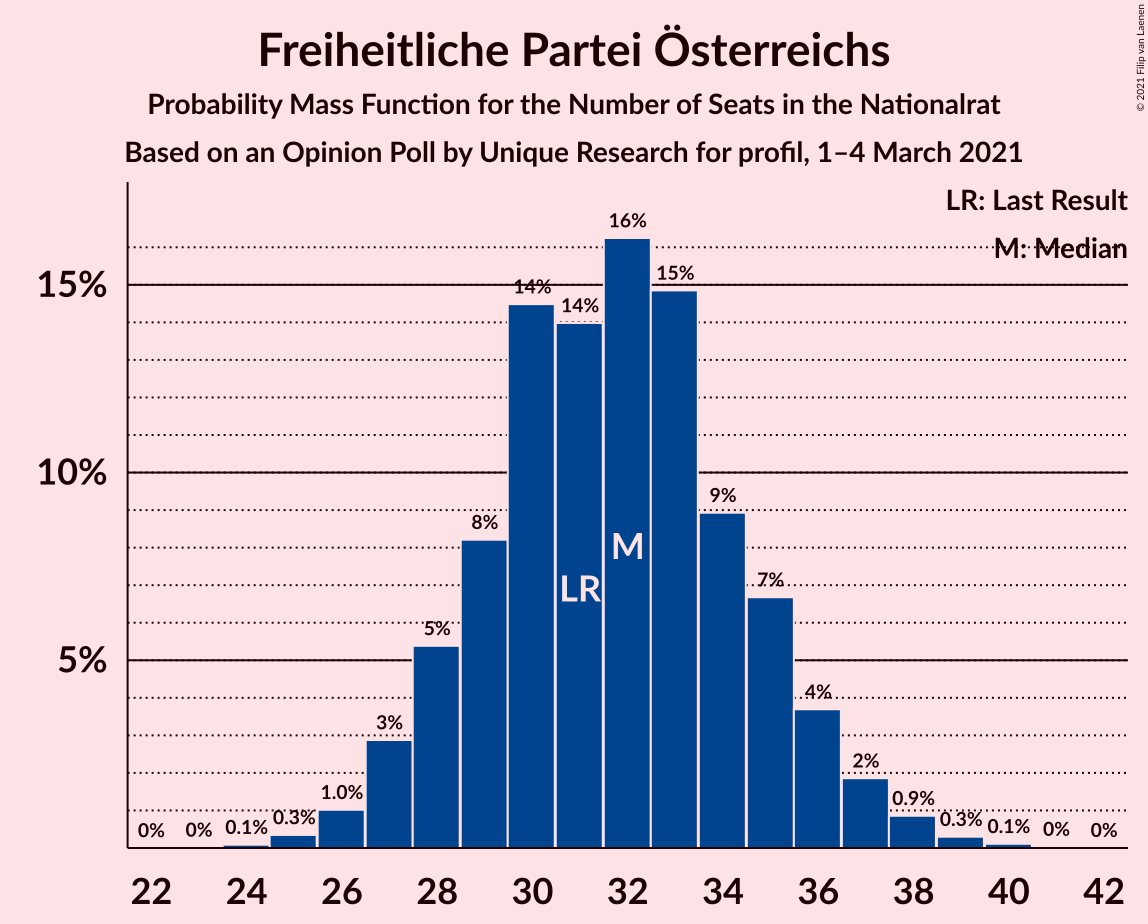 Freiheitliche Partei Österreichs
Probability Mass Function for the Number of Seats in the Nationalrat
Based on an Opinion Poll by Unique Research for profil, 1–4 March 2021
© 2021 Filip van Laenen
LR: Last Result
M: Median
15%
10%
5%
0%
0%
0.1%
0.3%
1.0%
3%
5%
8%
14%
14%
16%
15%
9%
7%
4%
2%
0.9%
0.3%
0.1%
0%
0%
LR
M
22 24 26 28 30 32 34 36 38 40 42